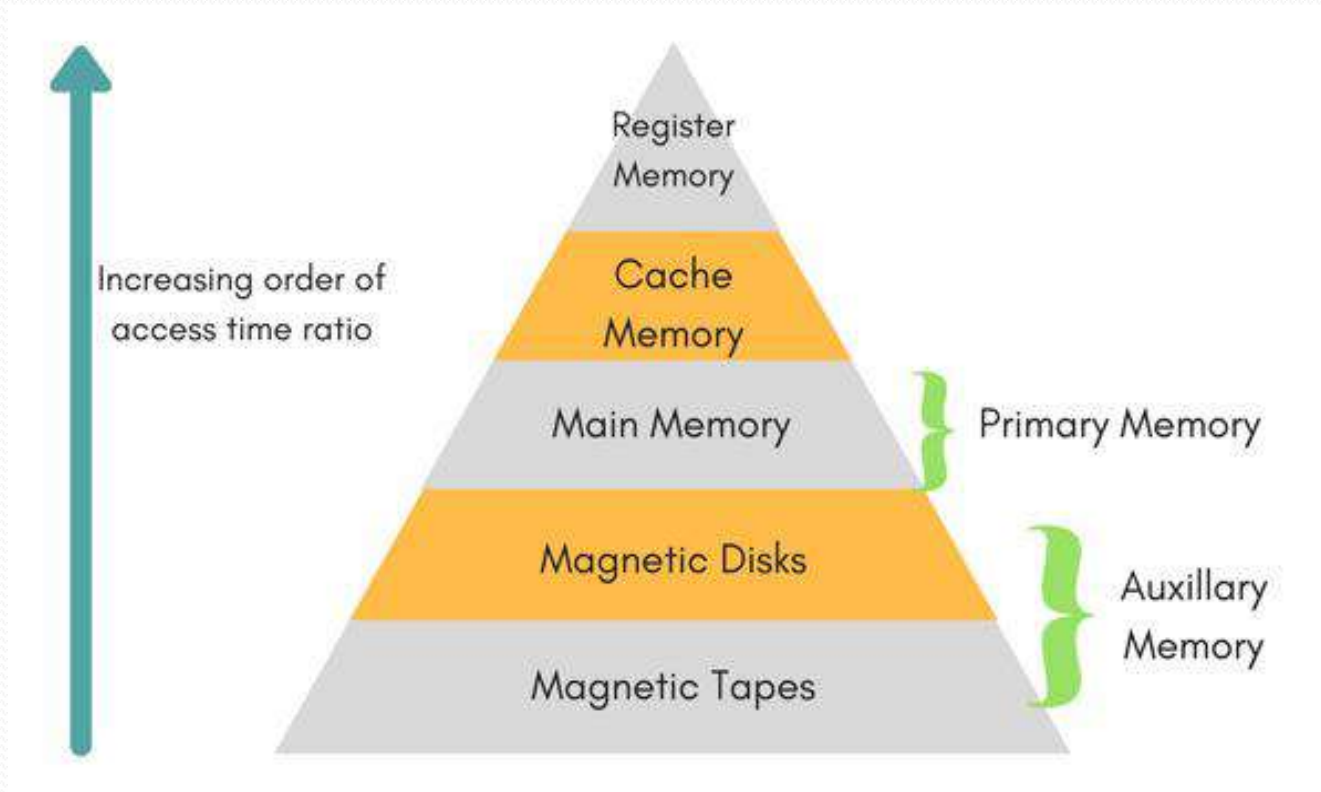 Register
Memory
Increasing order of
access time ratio
Cache
Memory
Main Memory
Primary Memory
Magnetic Disks
Auxillary
Memory
Magnetic Tapes